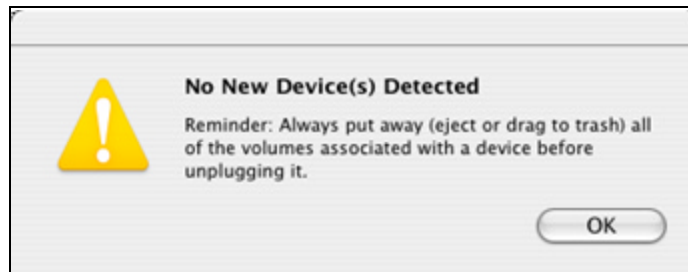 No New Device(s) Detected
Reminder: Always put away (eject or drag to trash) all
of the volumes associated with a device before
unplugging it.
OK